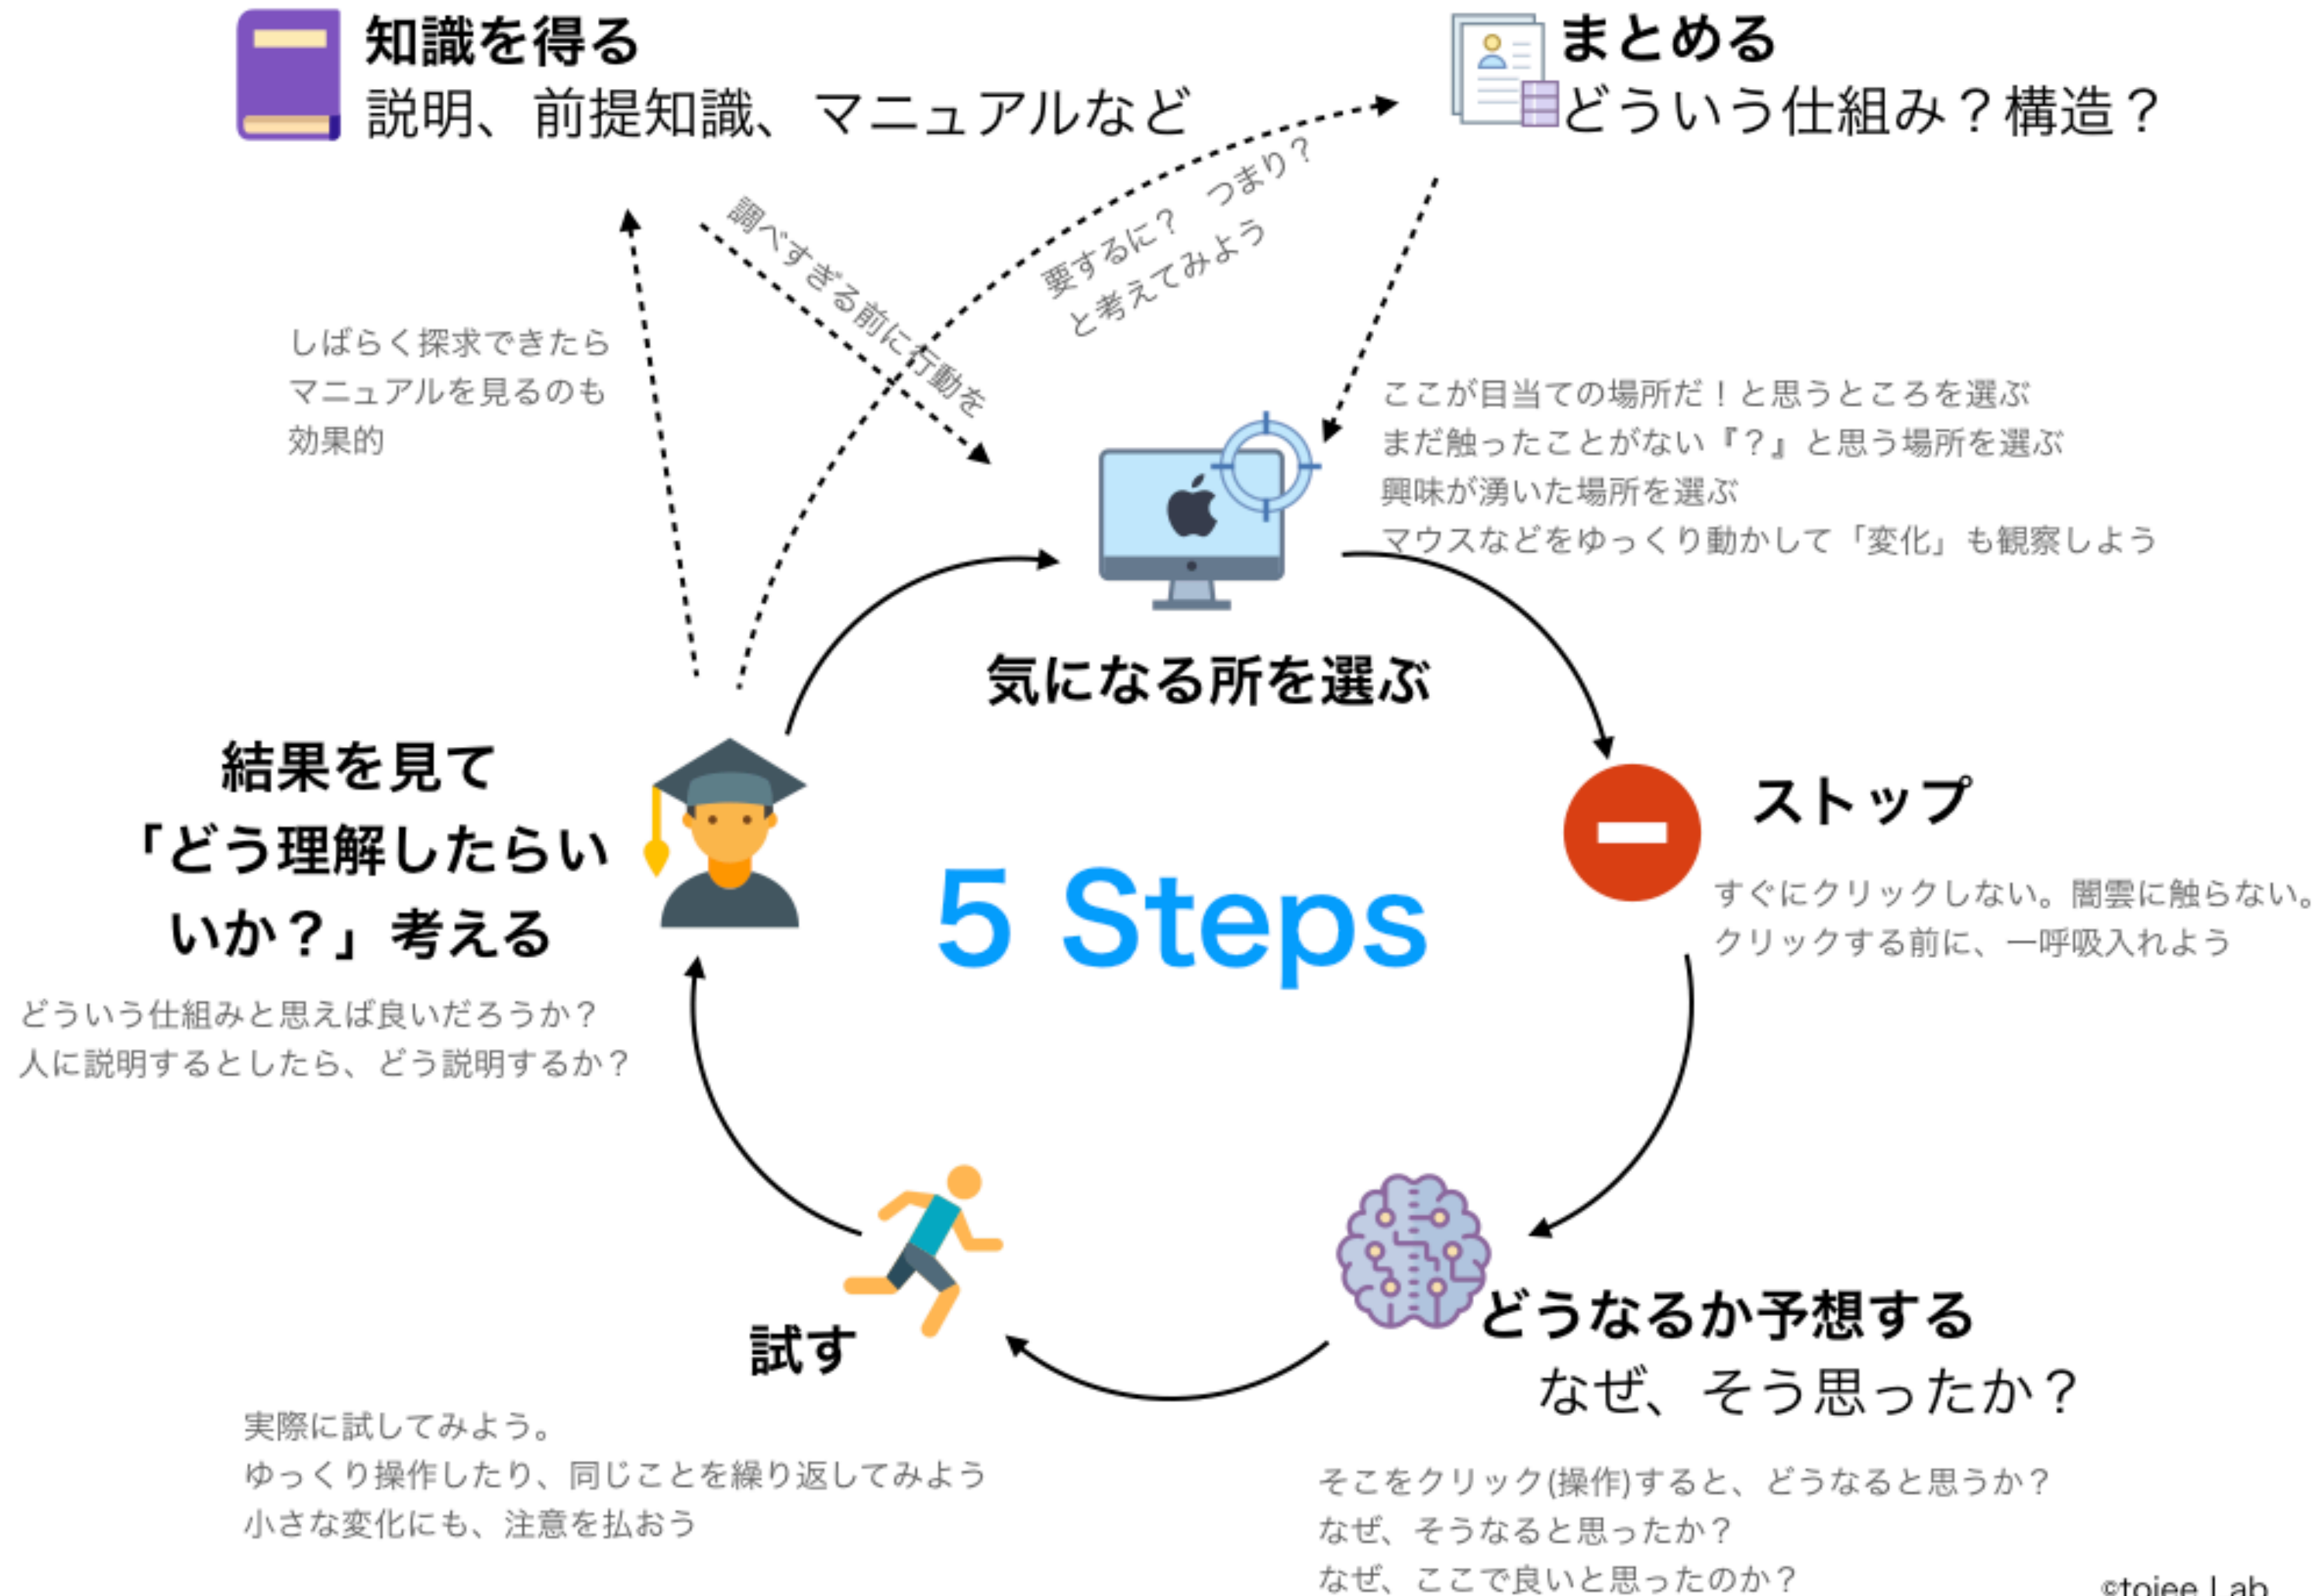 知識を得る
説明、前提知識、マニュアルなど
まとめる
どういう仕組み？構造？
調べすぎる前に行動を
要するに？　つまり？
と考えてみよう
しばらく探求できたら
マニュアルを見るのも
効果的
ここが目当ての場所だ！と思うところを選ぶ
まだ触ったことがない『？』と思う場所を選ぶ
興味が湧いた場所を選ぶ
マウスなどをゆっくり動かして「変化」も観察しよう
気になる所を選ぶ
ストップ
すぐにクリックしない。闇雲に触らない。
クリックする前に、一呼吸入れよう
5 Steps
結果を見て
「どう理解したらい
いか？」考える
どういう仕組みと思えば良いだろうか？
人に説明するとしたら、どう説明するか？
どうなるか予想する
なぜ、そう思ったか？
そこをクリック(操作)すると、どうなると思うか？
なぜ、そうなると思ったか？
なぜ、ここで良いと思ったのか？
試す
実際に試してみよう。
ゆっくり操作したり、同じことを繰り返してみよう
小さな変化にも、注意を払おう
©tojee Lab